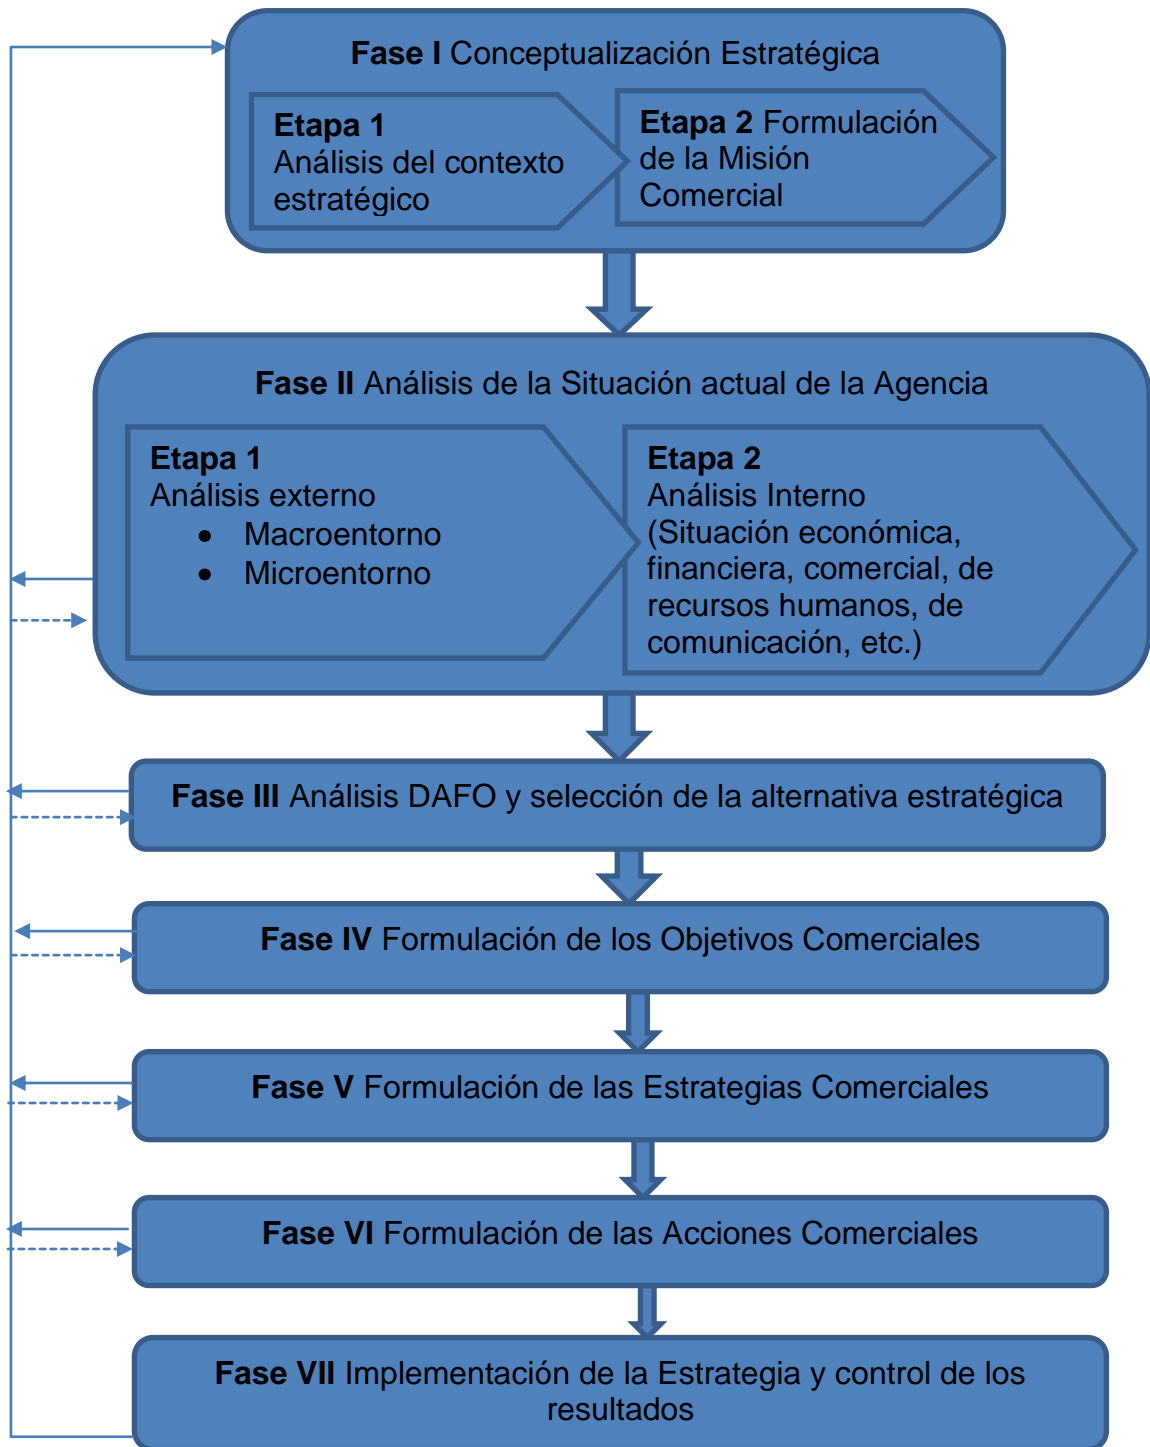 Fase I Conceptualización Estratégica
Etapa 1
Análisis del contexto
estratégico
Etapa 2 Formulación
de la Misión
Comercial
Fase II Análisis de la Situación actual de la Agencia
Etapa 1
Análisis externo
• Macroentorno
• Microentorno
Etapa 2
Análisis Interno
(Situación económica,
financiera, comercial, de
recursos humanos, de
comunicación, etc.)
Fase III Análisis DAFO y selección de la alternativa estratégica
Fase IV Formulación de los Objetivos Comerciales
Fase V Formulación de las Estrategias Comerciales
Fase VI Formulación de las Acciones Comerciales
Fase VII Implementación de la Estrategia y control de los
resultados